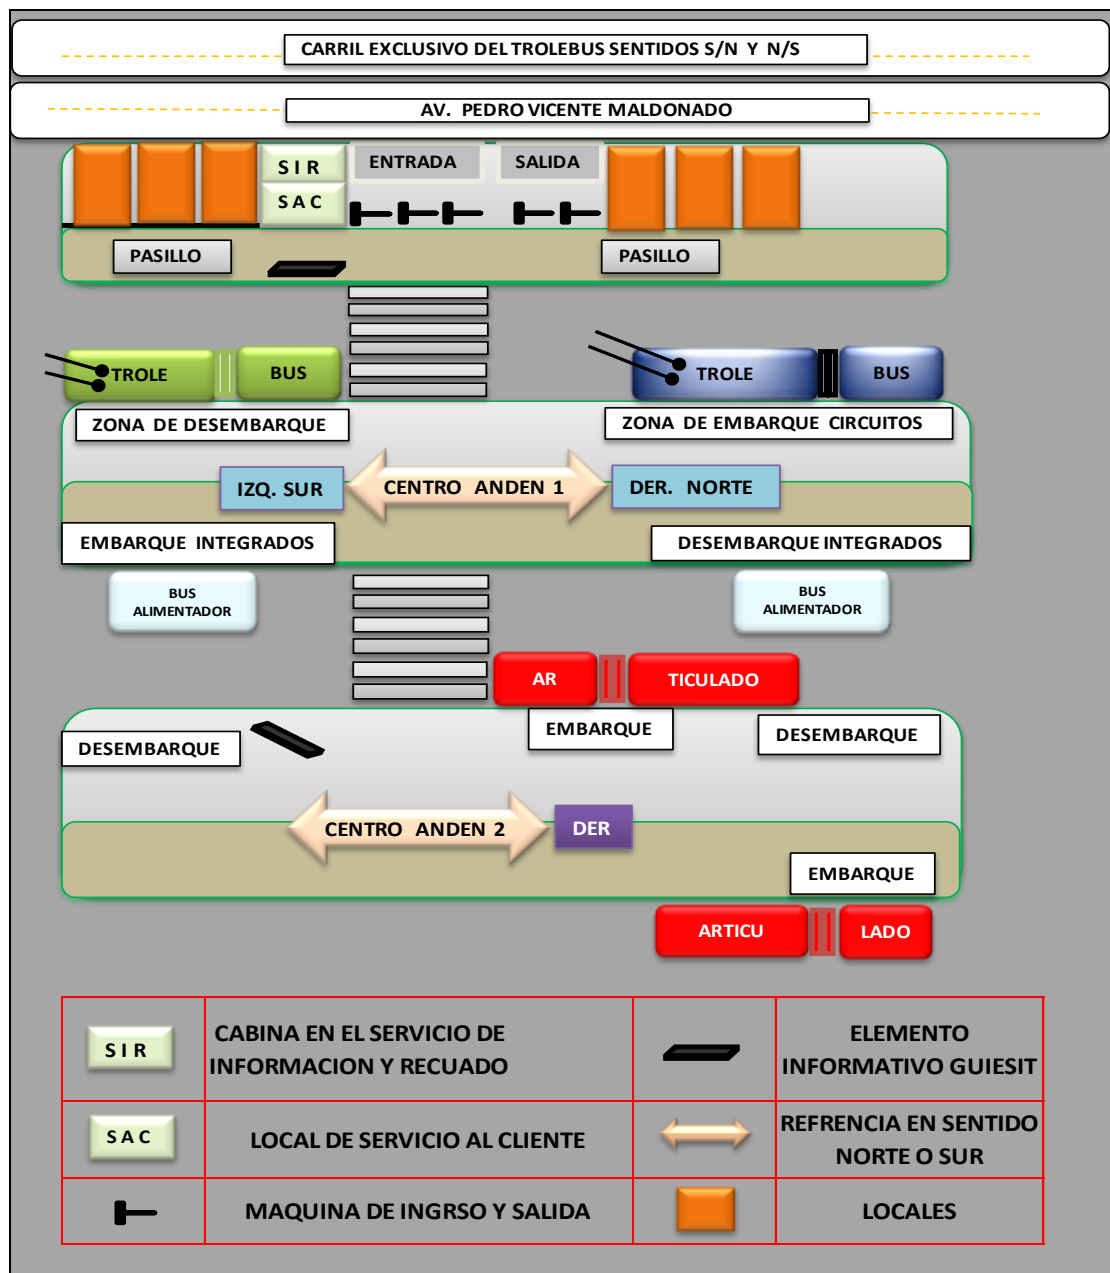 CARRIL EXCLUSIVO DEL TROLEBUS SENTIDOS S/N Y N/S
AV. PEDRO VICENTE MALDONADO
S I R
ENTRADA
SALIDA
S A C
PASILLO
PASILLO
TROLE
BUS
TROLE
BUS
ZONA DE DESEMBARQUE
ZONA DE EMBARQUE CIRCUITOS
IZQ. SUR
CENTRO ANDEN 1
DER. NORTE
EMBARQUE INTEGRADOS
DESEMBARQUE INTEGRADOS
BUS
ALIMENTADOR
BUS
ALIMENTADOR
AR
TICULADO
EMBARQUE
DESEMBARQUE
DESEMBARQUE
CENTRO ANDEN 2
DER
EMBARQUE
ARTICU
LADO
S I R
CABINA EN EL SERVICIO DE
INFORMACION Y RECUADO
ELEMENTO
INFORMATIVO GUIESIT
S A C
LOCAL DE SERVICIO AL CLIENTE
REFRENCIA EN SENTIDO
NORTE O SUR
MAQUINA DE INGRSO Y SALIDA
LOCALES